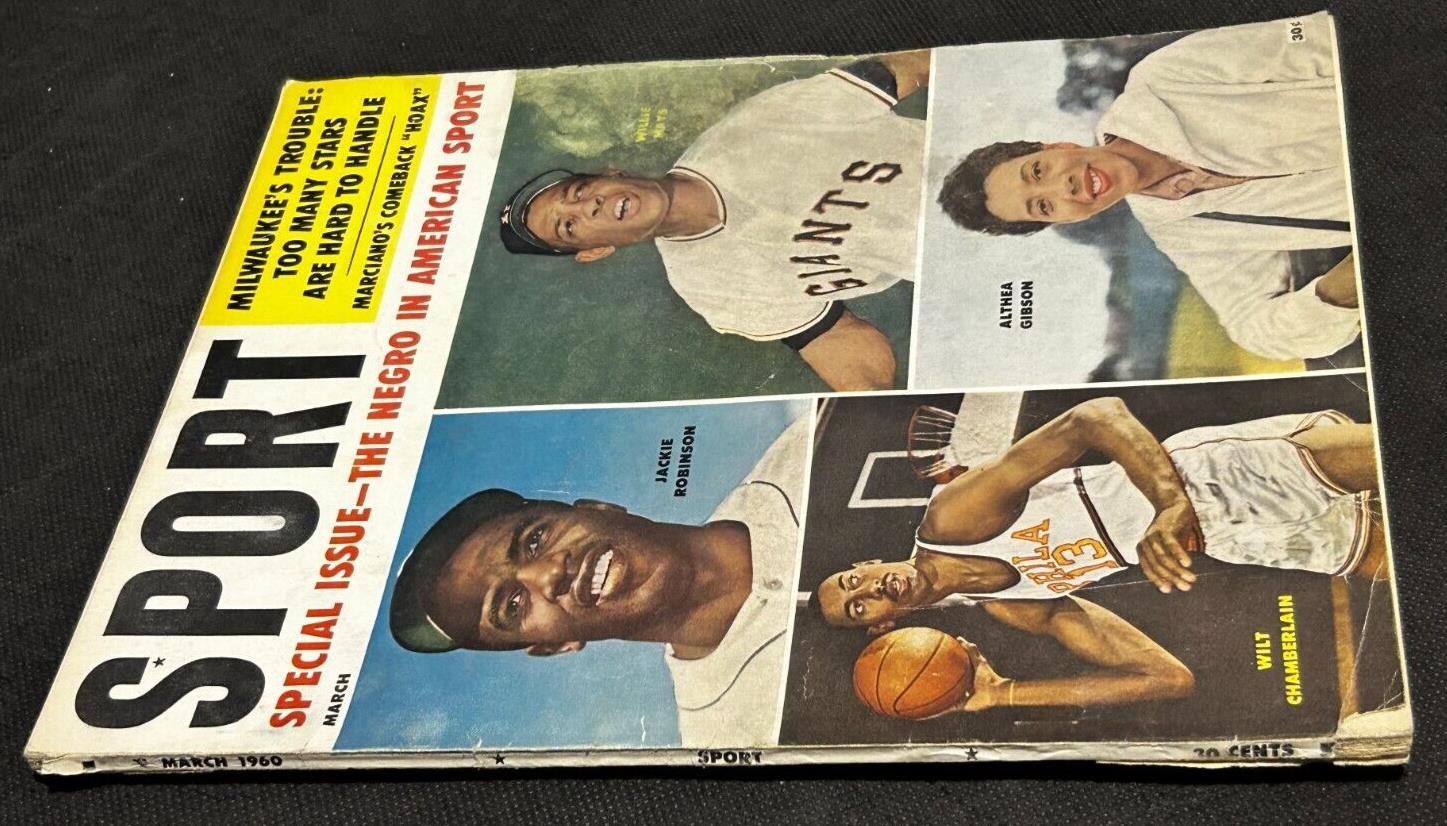 SPORT
MILWAUKEE'S TROUBLE:
TOO MANY STARS
ARE HARD TO HANDLE
MARCIANO'S COMEBACK "HOAX"
SPECIAL ISSUE—THE NEGRO IN AMERICAN SPORT
MARCH
JACKIE
ROBINSON
WILLIE
MAYS
GIANTS
WILT
CHAMBERLAIN
PHILA
13
ALTHEA
GIBSON
30¢
MARCH 1960
SPORT
30 CENTS